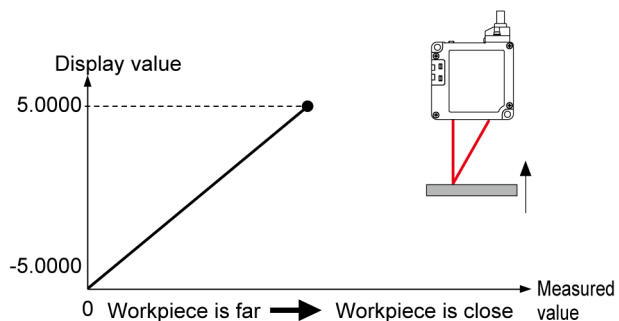 Display value
5.0000
-5.0000
0 Workpiece is far Workpiece is close
Measured
value